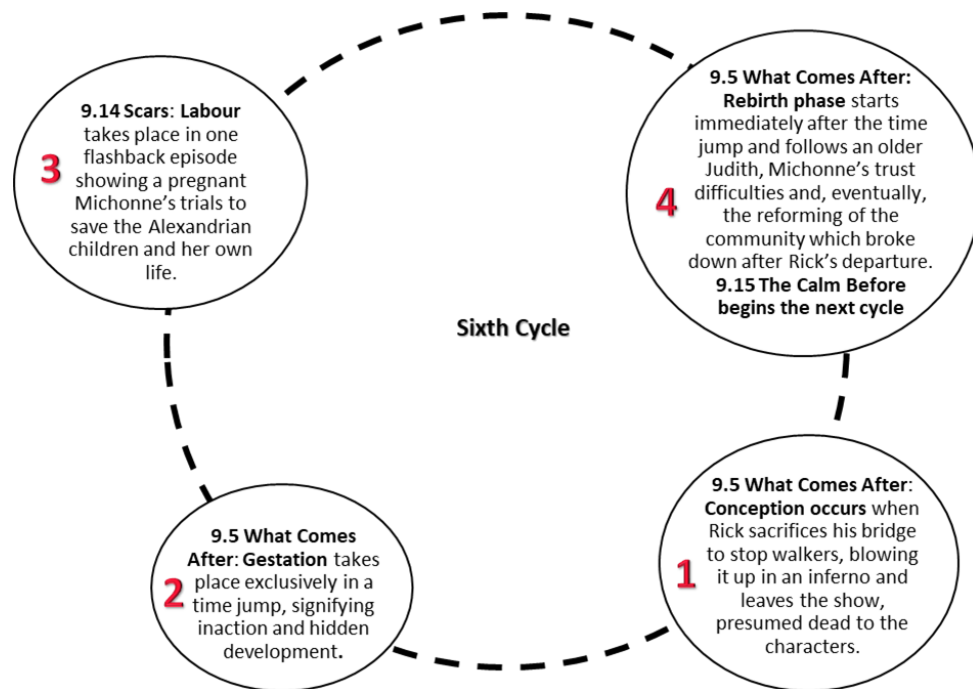 9.14 Scars: Labour
takes place in one
flashback episode
showing a pregnant
Michonne’s trials to
save the Alexandrian
children and her own
life.
3
9.5 What Comes After:
Rebirth phase starts
immediately after the time
jump and follows an older
Judith, Michonne’s trust
difficulties and, eventually,
the reforming of the
community which broke
down after Rick’s departure.
9.15 The Calm Before
begins the next cycle
4
Sixth Cycle
9.5 What Comes
After: Gestation takes
place exclusively in a
time jump, signifying
inaction and hidden
development.
2
9.5 What Comes After:
Conception occurs when
Rick sacrifices his bridge
to stop walkers, blowing
it up in an inferno and
leaves the show,
presumed dead to the
characters.
1